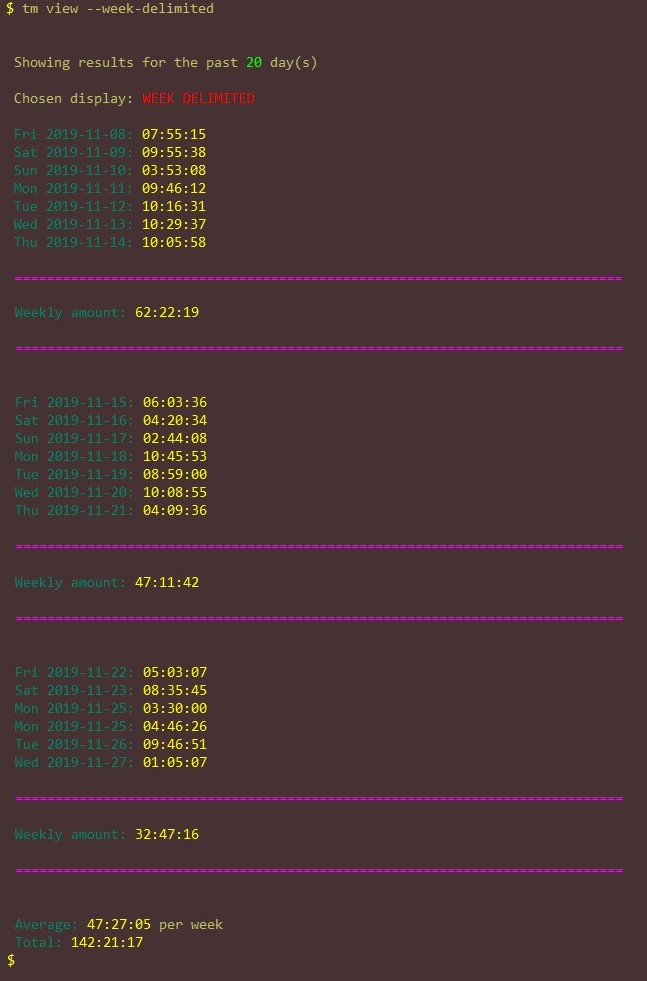 $ tm view --week-delimited
Showing results for the past 20 day(s)
Chosen display: WEEK DELIMITED
Fri 2019-11-08: 07:55:15
Sat 2019-11-09: 09:55:38
Sun 2019-11-10: 03:53:08
Mon 2019-11-11: 09:46:12
Tue 2019-11-12: 10:16:31
Wed 2019-11-13: 10:29:37
Thu 2019-11-14: 10:05:58
============================================================================
Weekly amount: 62:22:19
============================================================================
Fri 2019-11-15: 06:03:36
Sat 2019-11-16: 04:20:34
Sun 2019-11-17: 02:44:08
Mon 2019-11-18: 10:45:53
Tue 2019-11-19: 08:59:00
Wed 2019-11-20: 10:08:55
Thu 2019-11-21: 04:09:36
============================================================================
Weekly amount: 47:11:42
============================================================================
Fri 2019-11-22: 05:03:07
Sat 2019-11-23: 08:35:45
Mon 2019-11-25: 03:30:00
Mon 2019-11-25: 04:46:26
Tue 2019-11-26: 09:46:51
Wed 2019-11-27: 01:05:07
============================================================================
Weekly amount: 32:47:16
============================================================================
Average: 47:27:05 per week
Total: 142:21:17
$